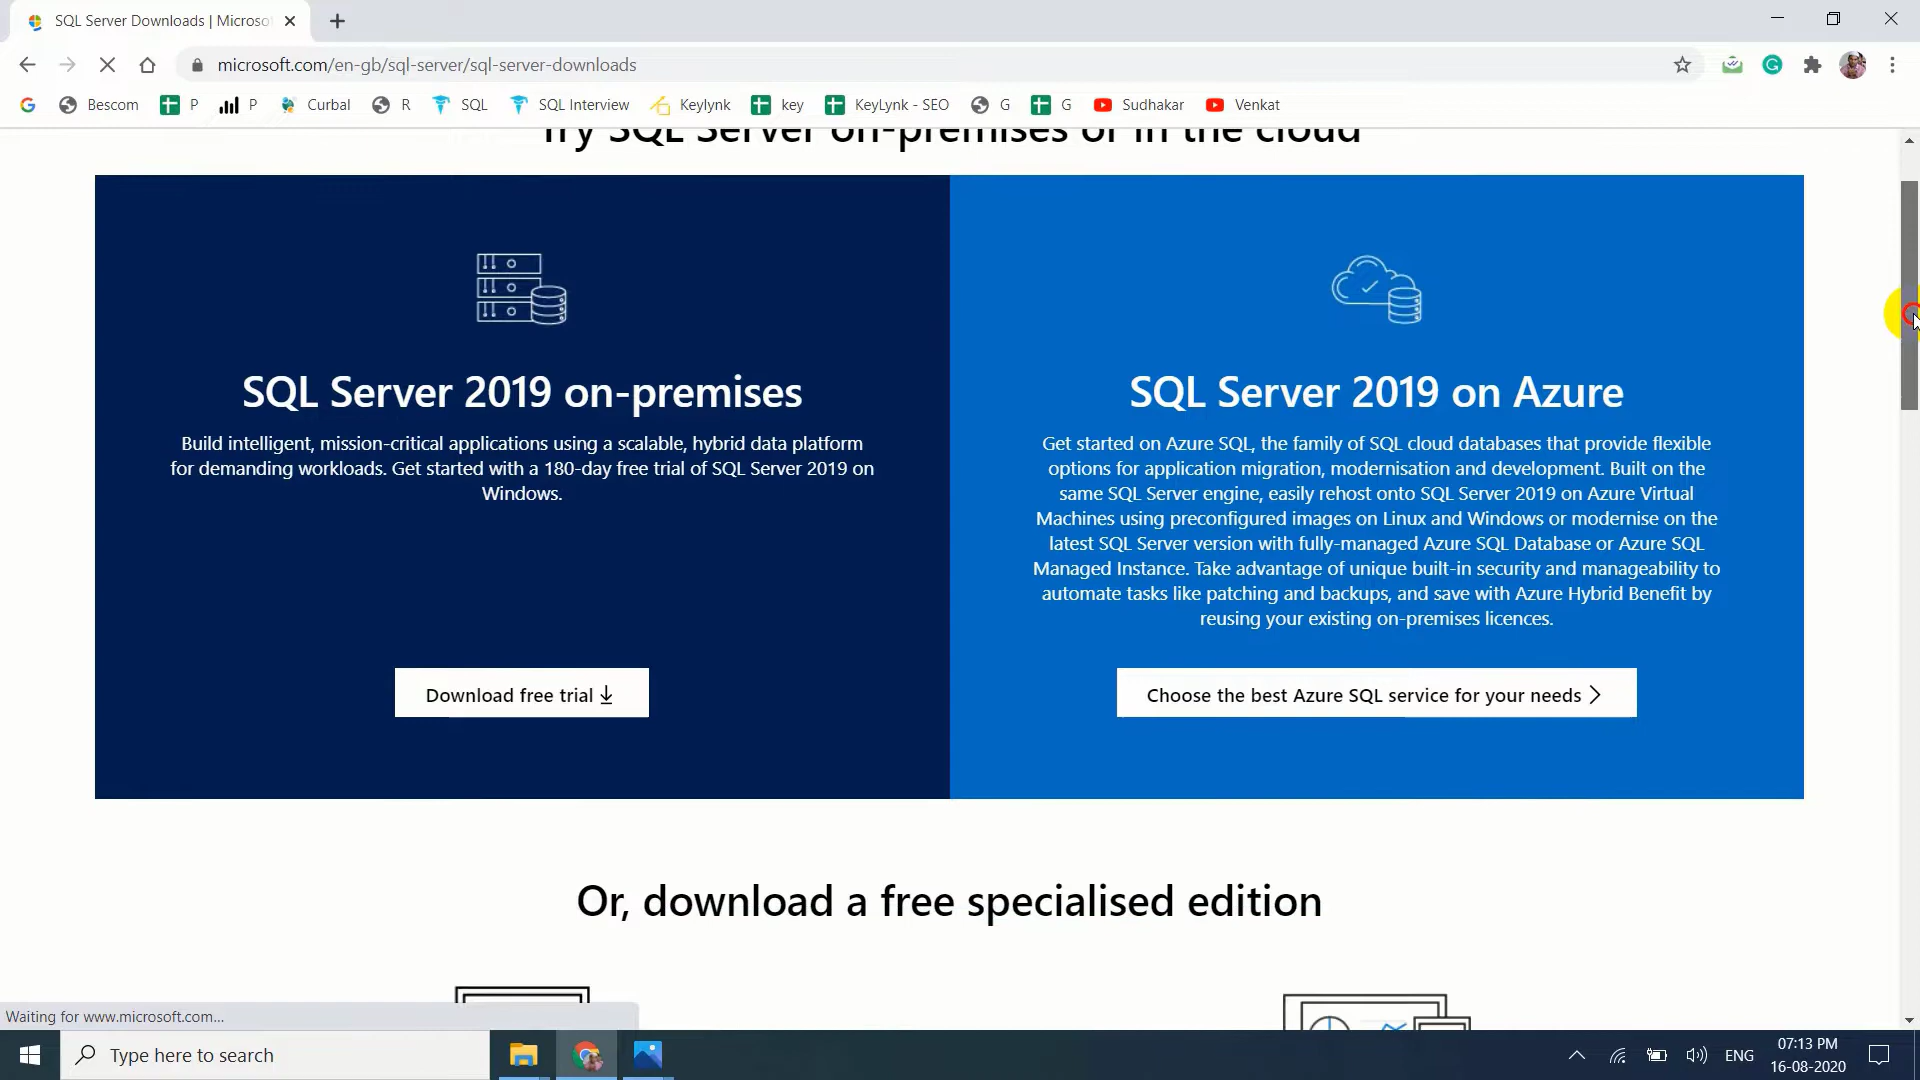 SQL Server Downloads | Microso
microsoft.com/en-gb/sql-server/sql-server-downloads
G Bescom P P Curbal R SQL SQL Interview Keylynk key KeyLynk - SEO G G Sudhakar Venkat
Try SQL Server on-premises or in the cloud
SQL Server 2019 on-premises
Build intelligent, mission-critical applications using a scalable, hybrid data platform
for demanding workloads. Get started with a 180-day free trial of SQL Server 2019 on
Windows.
Download free trial
SQL Server 2019 on Azure
Get started on Azure SQL, the family of SQL cloud databases that provide flexible
options for application migration, modernisation and development. Built on the
same SQL Server engine, easily rehost onto SQL Server 2019 on Azure Virtual
Machines using preconfigured images on Linux and Windows or modernise on the
latest SQL Server version with fully-managed Azure SQL Database or Azure SQL
Managed Instance. Take advantage of unique built-in security and manageability to
automate tasks like patching and backups, and save with Azure Hybrid Benefit by
reusing your existing on-premises licences.
Choose the best Azure SQL service for your needs
Or, download a free specialised edition
Waiting for www.microsoft.com...
Type here to search
ENG
07:13 PM
16-08-2020